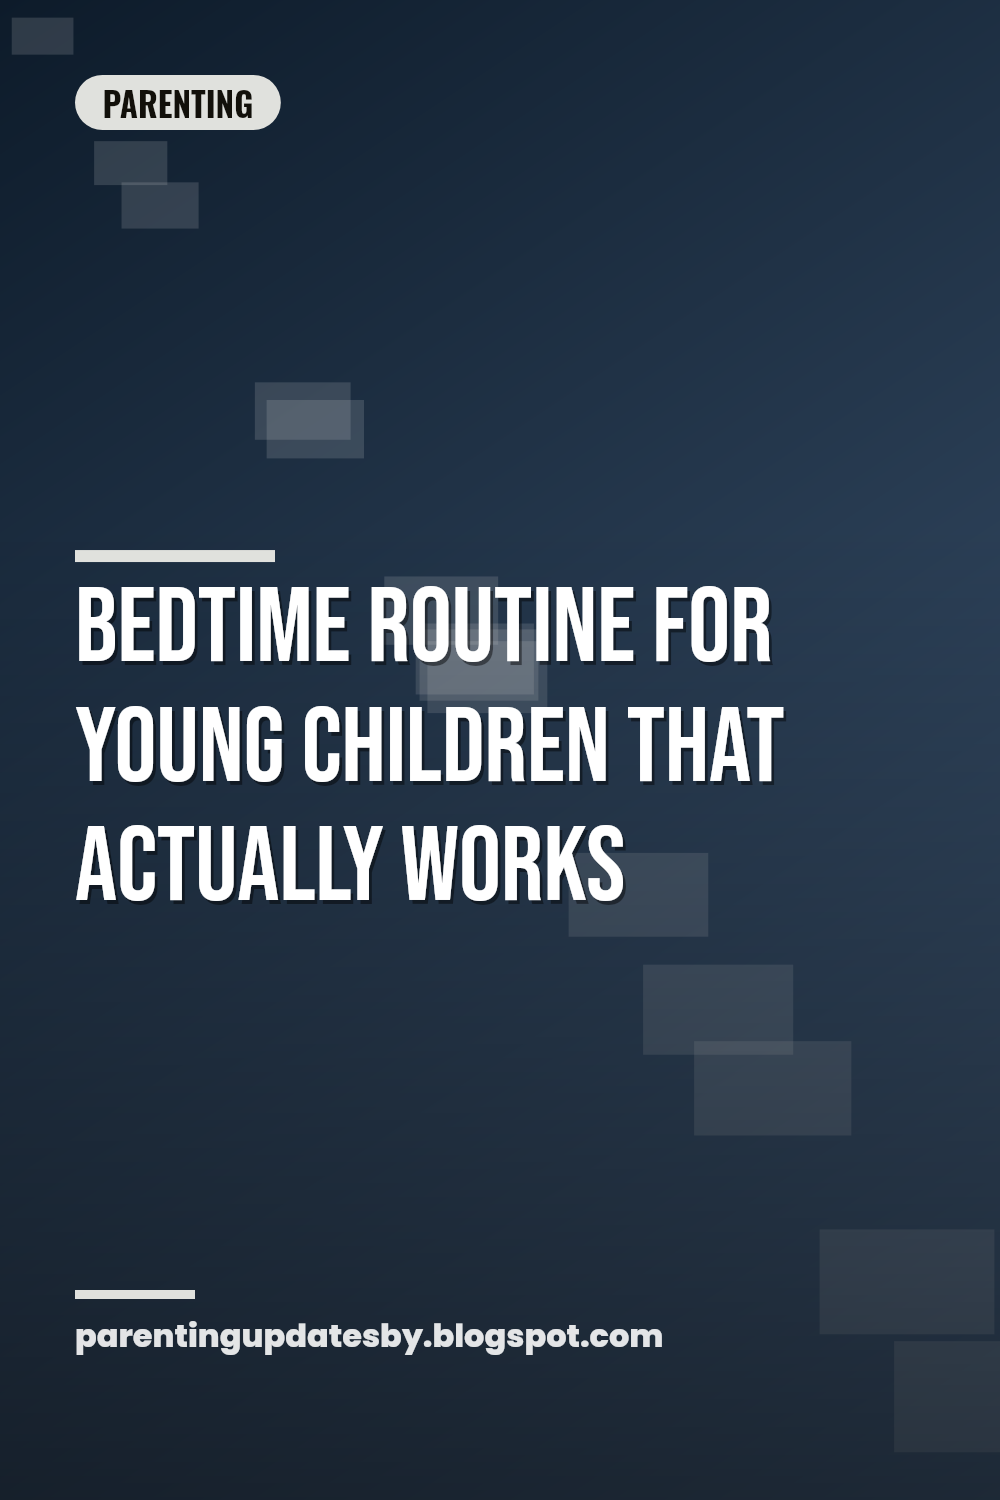 PARENTING
BEDTIME ROUTINE FOR
YOUNG CHILDREN THAT
ACTUALLY WORKS
parentingupdatesby.blogspot.com